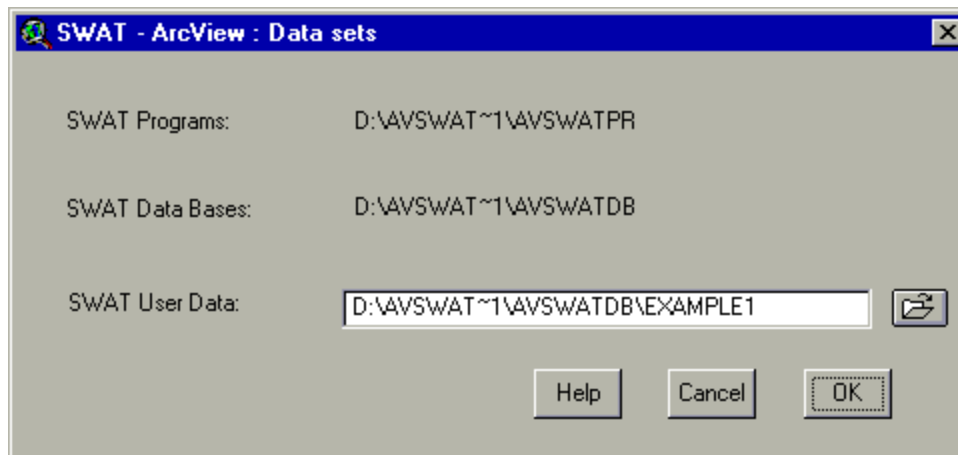 SWAT - ArcView : Data sets
SWAT Programs: D:\AVSWAT~1\AVSWATPR
SWAT Data Bases: D:\AVSWAT~1\AVSWATDB
SWAT User Data: D:\AVSWAT~1\AVSWATDB\EXAMPLE1
Help Cancel OK